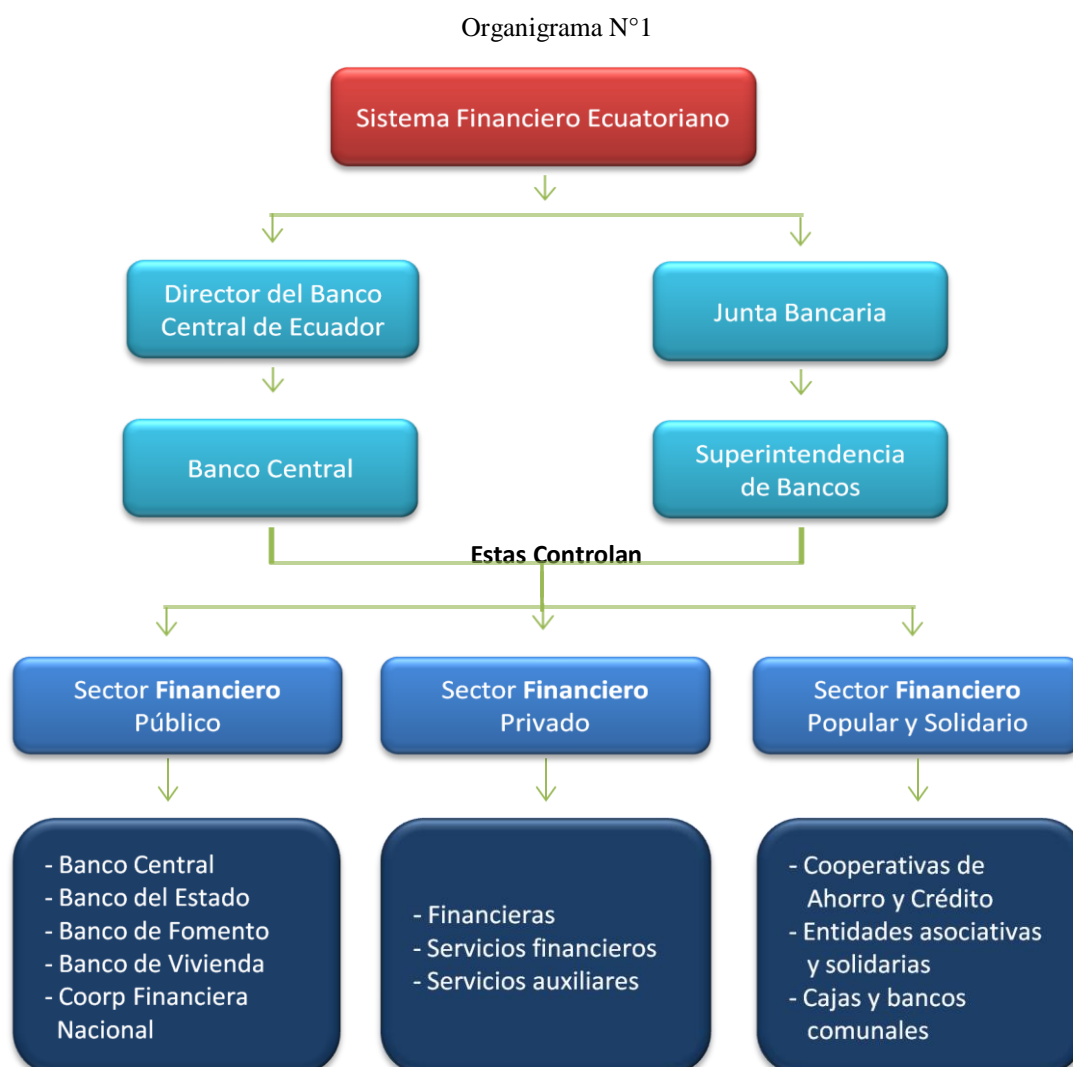 Organigrama N°1
Sistema Financiero Ecuatoriano
Director del Banco
Central de Ecuador
Junta Bancaria
Banco Central
Superintendencia
de Bancos
Estas Controlan
Sector Financiero
Público
Sector Financiero
Privado
Sector Financiero
Popular y Solidario
- Banco Central
- Banco del Estado
- Banco de Fomento
- Banco de Vivienda
- Coorp Financiera
Nacional
- Financieras
- Servicios financieros
- Servicios auxiliares
- Cooperativas de
Ahorro y Crédito
- Entidades asociativas
y solidarias
- Cajas y bancos
comunales